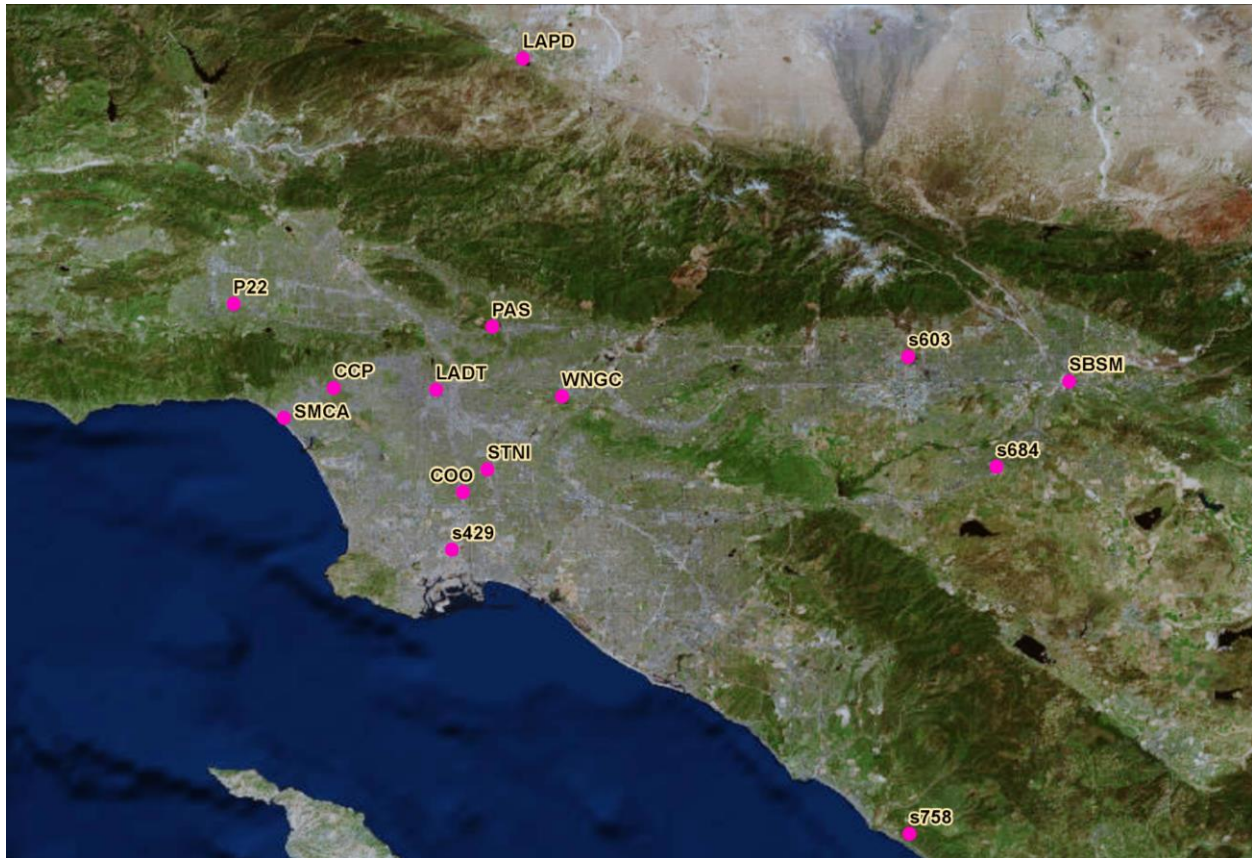 LAPD
P22
PAS
s603
CCP
LADT
WNGC
SBSM
SMCA
STNI
s684
COO
s429
s758